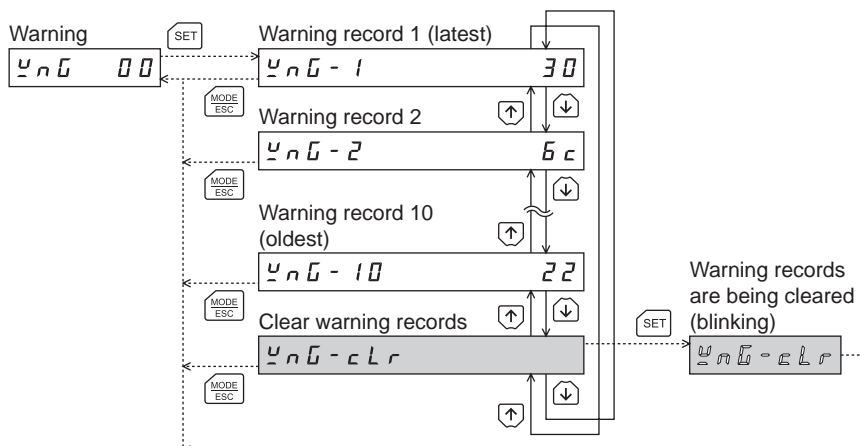 Warning
SET
WnG 00
Warning record 1 (latest)
WnG-1 30
MODE
ESC
↑ ↓
Warning record 2
WnG-2 6c
MODE
ESC
↓
Warning record 10
(oldest)
↑
WnG-10 22
MODE
ESC
↑ ↓
Clear warning records
WnG-cLr
SET
Warning records
are being cleared
(blinking)
WnG-cLr
MODE
ESC
↑ ↓